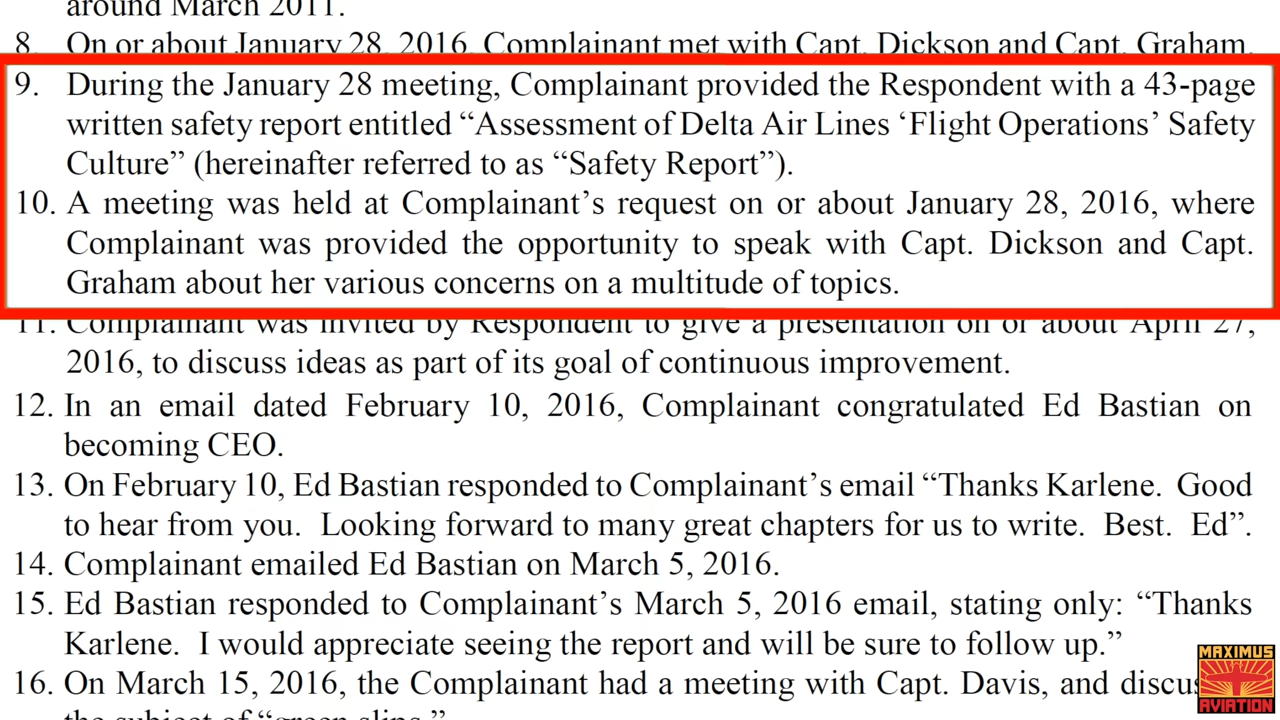 around March 2011.
8. On or about January 28, 2016, Complainant met with Capt. Dickson and Capt. Graham.
9. During the January 28 meeting, Complainant provided the Respondent with a 43-page
written safety report entitled “Assessment of Delta Air Lines ‘Flight Operations’ Safety
Culture” (hereinafter referred to as “Safety Report”).
10. A meeting was held at Complainant’s request on or about January 28, 2016, where
Complainant was provided the opportunity to speak with Capt. Dickson and Capt.
Graham about her various concerns on a multitude of topics.
11. Complainant was invited by Respondent to give a presentation on or about April 27,
2016, to discuss ideas as part of its goal of continuous improvement.
12. In an email dated February 10, 2016, Complainant congratulated Ed Bastian on
becoming CEO.
13. On February 10, Ed Bastian responded to Complainant’s email “Thanks Karlene. Good
to hear from you. Looking forward to many great chapters for us to write. Best. Ed”.
14. Complainant emailed Ed Bastian on March 5, 2016.
15. Ed Bastian responded to Complainant’s March 5, 2016 email, stating only: “Thanks
Karlene. I would appreciate seeing the report and will be sure to follow up.”
16. On March 15, 2016, the Complainant had a meeting with Capt. Davis, and discu
the subject of “green slips.”
MAXIMUS
AVIATION